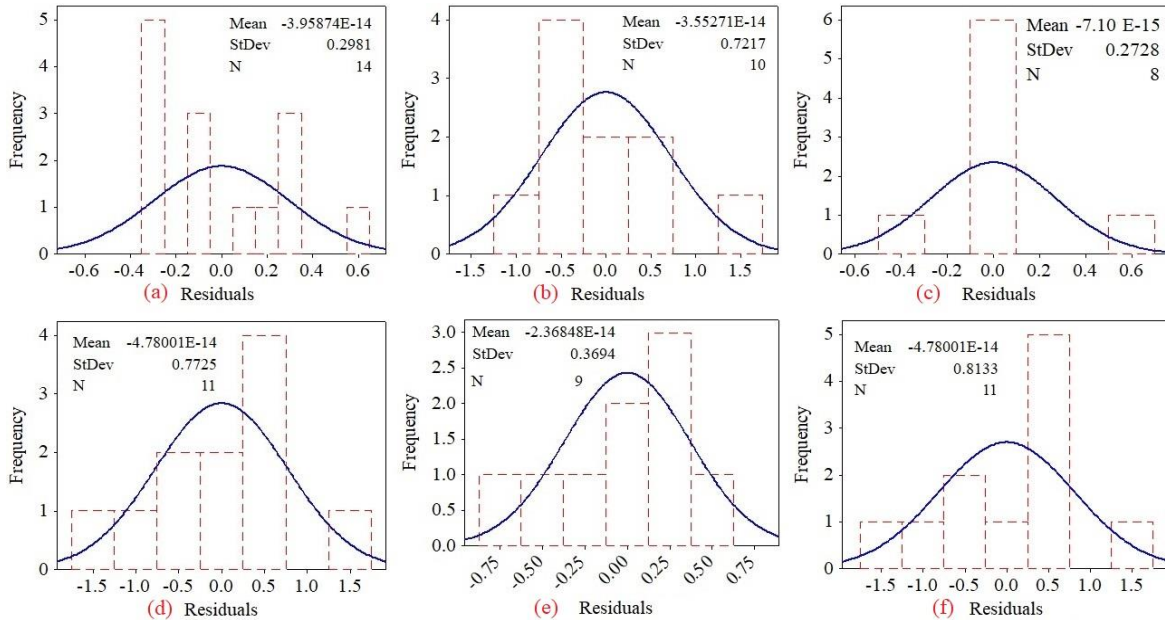 Mean -3.95874E-14
StDev 0.2981
N 14
Frequency
5
4
3
2
1
0
-0.6 -0.4 -0.2 0.0 0.2 0.4 0.6
(a) Residuals
Mean -3.55271E-14
StDev 0.7217
N 10
Frequency
4
3
2
1
0
-1.5 -1.0 -0.5 0.0 0.5 1.0 1.5
(b) Residuals
Mean -7.10 E-15
StDev 0.2728
N 8
Frequency
6
5
4
3
2
1
0
-0.6 -0.4 -0.2 0.0 0.2 0.4 0.6
(c) Residuals
Mean -4.78001E-14
StDev 0.7725
N 11
Frequency
4
3
2
1
0
-1.5 -1.0 -0.5 0.0 0.5 1.0 1.5
(d) Residuals
Mean -2.36848E-14
StDev 0.3694
N 9
Frequency
3.0
2.5
2.0
1.5
1.0
0.5
0.0
-0.75 -0.50 -0.25 0.00 0.25 0.50 0.75
(e) Residuals
Mean -4.78001E-14
StDev 0.8133
N 11
Frequency
5
4
3
2
1
0
-1.5 -1.0 -0.5 0.0 0.5 1.0 1.5
(f) Residuals